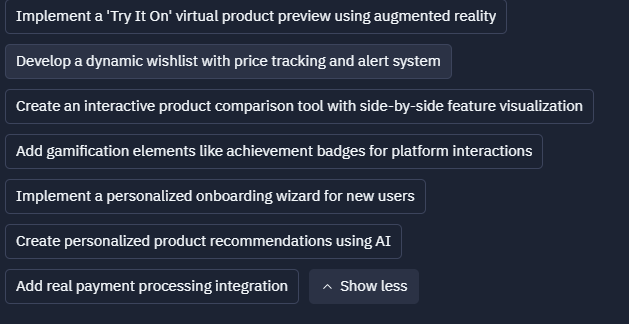 Implement a 'Try It On' virtual product preview using augmented reality
Develop a dynamic wishlist with price tracking and alert system
Create an interactive product comparison tool with side-by-side feature visualization
Add gamification elements like achievement badges for platform interactions
Implement a personalized onboarding wizard for new users
Create personalized product recommendations using AI
Add real payment processing integration
Show less